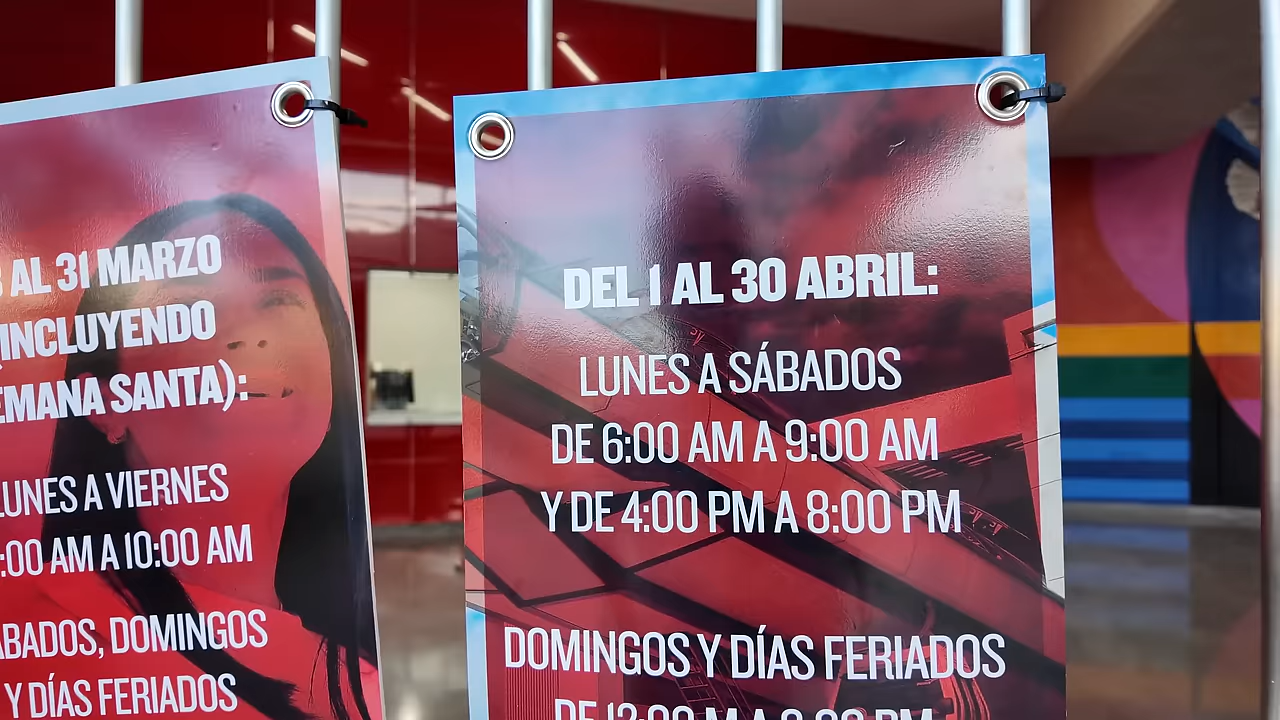 AL 31 MARZO
(INCLUYENDO
EMANA SANTA):
LUNES A VIERNES
:00 AM A 10:00 AM
ÁBADOS, DOMINGOS
Y DÍAS FERIADOS
DEL 1 AL 30 ABRIL:
LUNES A SÁBADOS
DE 6:00 AM A 9:00 AM
Y DE 4:00 PM A 8:00 PM
DOMINGOS Y DÍAS FERIADOS